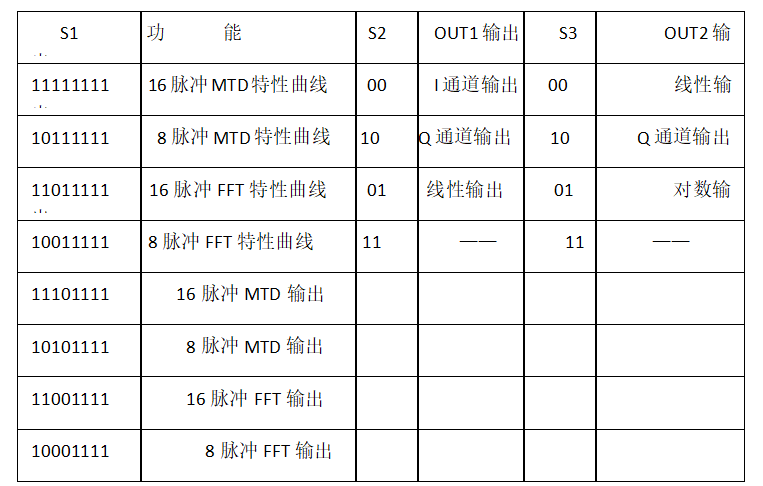 S1 功 能 S2 OUT1输出 S3 OUT2 输
11111111 16 脉冲 MTD 特性曲线 00 I 通道输出 00 线性输
10111111 8 脉冲 MTD 特性曲线 10 Q 通道输出 10 Q 通道输出
11011111 16 脉冲 FFT 特性曲线 01 线性输出 01 对数输
10011111 8 脉冲 FFT 特性曲线 11 —— 11 ——
11101111 16 脉冲 MTD 输出
10101111 8 脉冲 MTD 输出
11001111 16 脉冲 FFT 输出
10001111 8 脉冲 FFT 输出